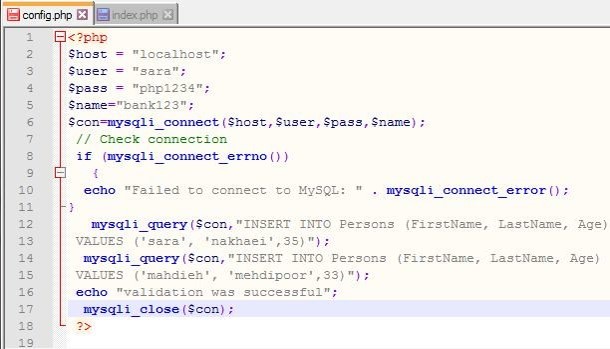 config.php index.php
1 <?php
2 $host = "localhost";
3 $user = "sara";
4 $pass = "php1234";
5 $name="bank123";
6 $con=mysqli_connect($host,$user,$pass,$name);
7 // Check connection
8 if (mysqli_connect_errno())
9 {
10 echo "Failed to connect to MySQL: " . mysqli_connect_error();
11 }
12 mysqli_query($con,"INSERT INTO Persons (FirstName, LastName, Age)
13 VALUES ('sara', 'nakhaei',35)");
14 mysqli_query($con,"INSERT INTO Persons (FirstName, LastName, Age)
15 VALUES ('mahdieh', 'mehdipoor',33)");
16 echo "validation was successful";
17 mysqli_close($con);
18 ?>
19